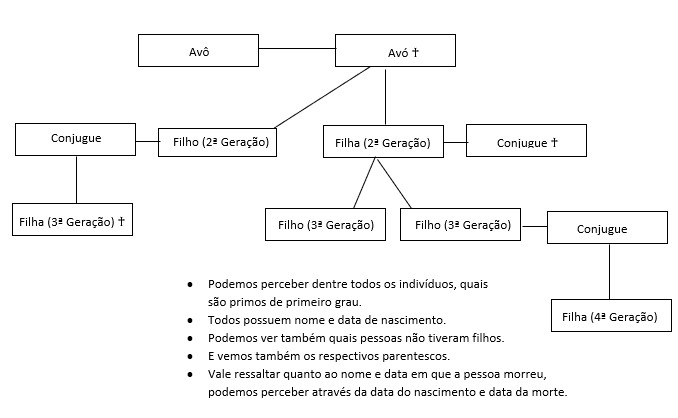 Avô
Avó †
Conjugue
Filho (2ª Geração)
Filha (2ª Geração)
Conjugue †
Filha (3ª Geração) †
Filho (3ª Geração)
Filho (3ª Geração)
Conjugue
Filha (4ª Geração)
• Podemos perceber dentre todos os indivíduos, quais
são primos de primeiro grau.
• Todos possuem nome e data de nascimento.
• Podemos ver também quais pessoas não tiveram filhos.
• E vemos também os respectivos parentescos.
• Vale ressaltar quanto ao nome e data em que a pessoa morreu,
podemos perceber através da data do nascimento e data da morte.